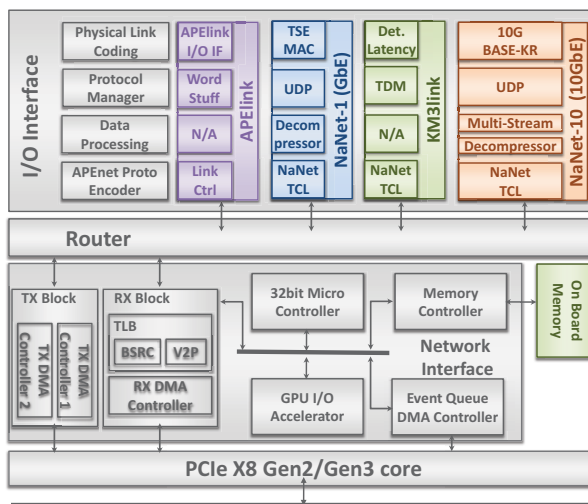 I/O Interface
Physical Link
Coding
Protocol
Manager
Data
Processing
APEnet Proto
Encoder
APElink
I/O IF
Word
Stuff
N/A
Link
Ctrl
APElink
TSE
MAC
UDP
Decom
pressor
NaNet
TCL
NaNet-1 (GbE)
Det.
Latency
TDM
N/A
NaNet
TCL
KM3link
10G
BASE-KR
UDP
Multi-Stream
Decompressor
NaNet
TCL
NaNet-10 (10GbE)
Router
TX Block
TX DMA
Controller 2
TX DMA
Controller 1
RX Block
TLB
BSRC
V2P
RX DMA
Controller
32bit Micro
Controller
Memory
Controller
On Board
Memory
Network
Interface
GPU I/O
Accelerator
Event Queue
DMA Controller
PCIe X8 Gen2/Gen3 core